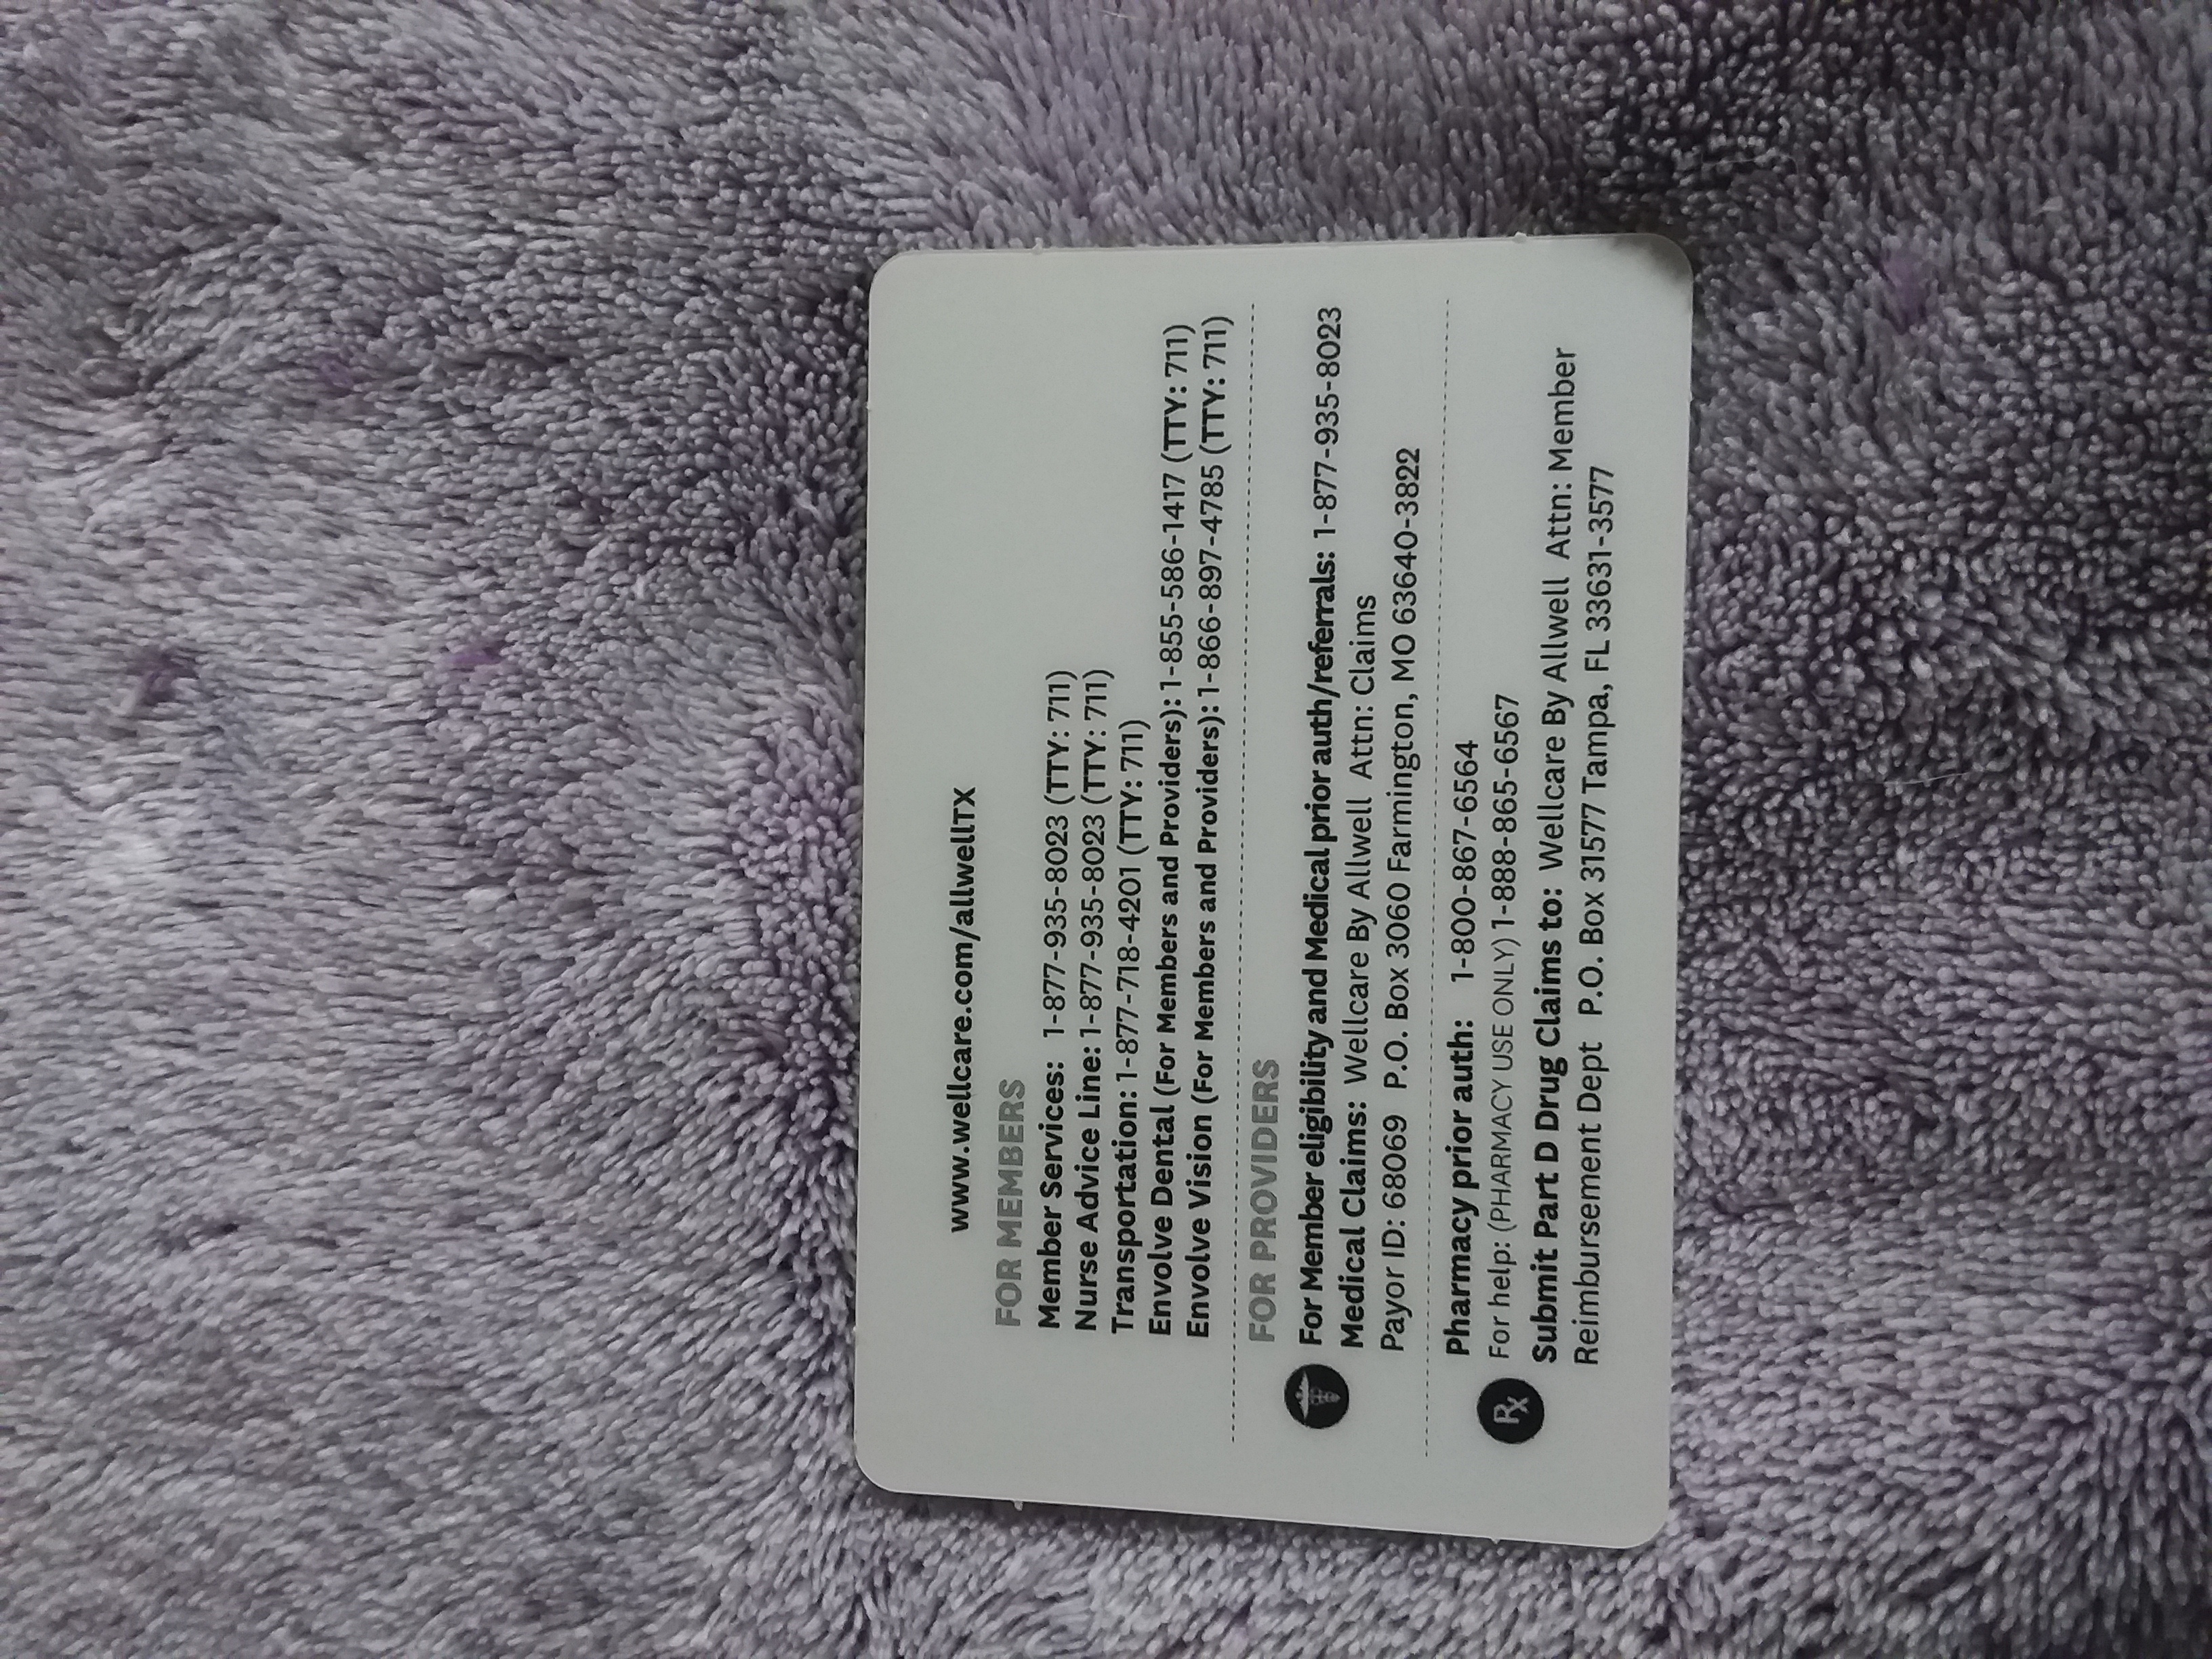 www.wellcare.com/allwellTX
FOR MEMBERS
Member Services: 1-877-935-8023 (TTY: 711)
Nurse Advice Line: 1-877-935-8023 (TTY: 711)
Transportation: 1-877-718-4201 (TTY: 711)
Envolve Dental (For Members and Providers): 1-855-586-1417 (TTY: 711)
Envolve Vision (For Members and Providers): 1-866-897-4785 (TTY: 711)
FOR PROVIDERS
For Member eligibility and Medical prior auth/referrals: 1-877-935-8023
Medical Claims: Wellcare By Allwell Attn: Claims
Payor ID: 68069 P.O. Box 3060 Farmington, MO 63640-3822
Pharmacy prior auth: 1-800-867-6564
Rx For help: (PHARMACY USE ONLY) 1-888-865-6567
Submit Part D Drug Claims to: Wellcare By Allwell Attn: Member
Reimbursement Dept P.O. Box 31577 Tampa, FL 33631-3577